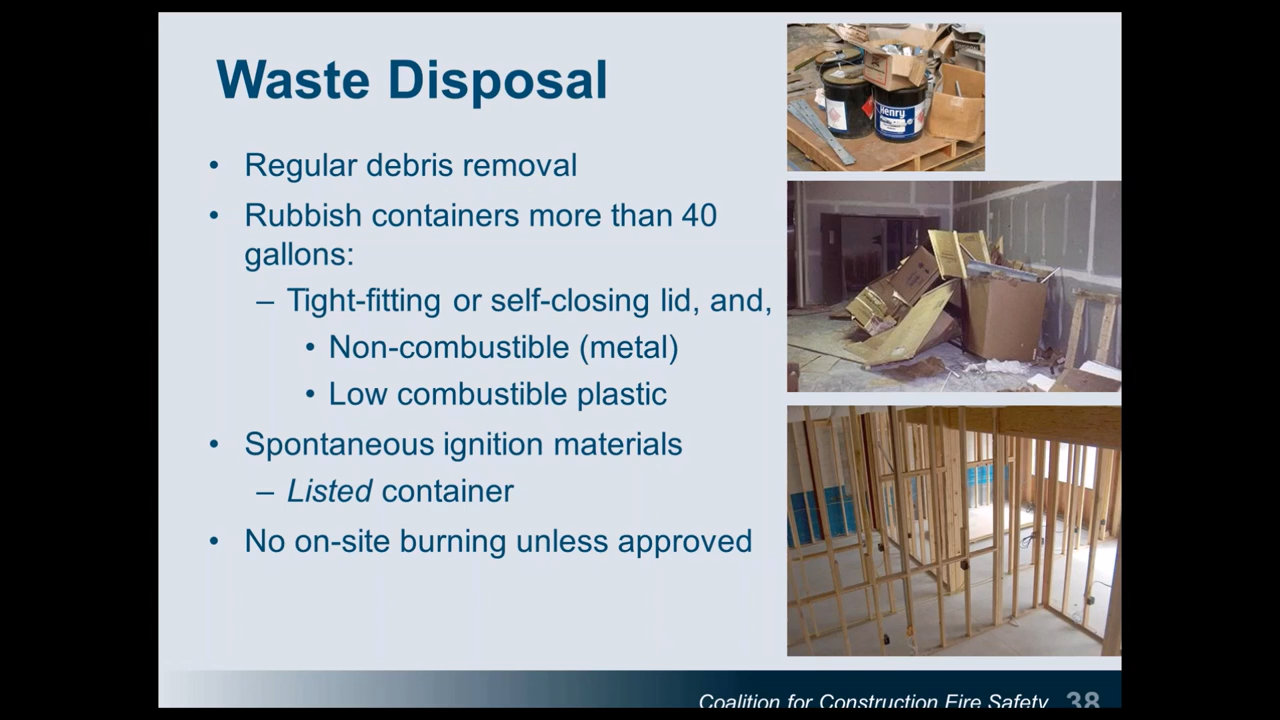 Waste Disposal
• Regular debris removal
• Rubbish containers more than 40
gallons:
– Tight-fitting or self-closing lid, and,
• Non-combustible (metal)
• Low combustible plastic
• Spontaneous ignition materials
– Listed container
• No on-site burning unless approved
Henry
Coalition for Construction Fire Safety 38